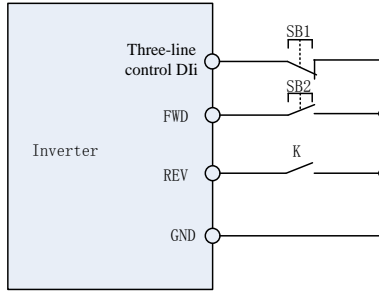 SB1
Three-line
control DIi
SB2
FWD
Inverter
K
REV
GND